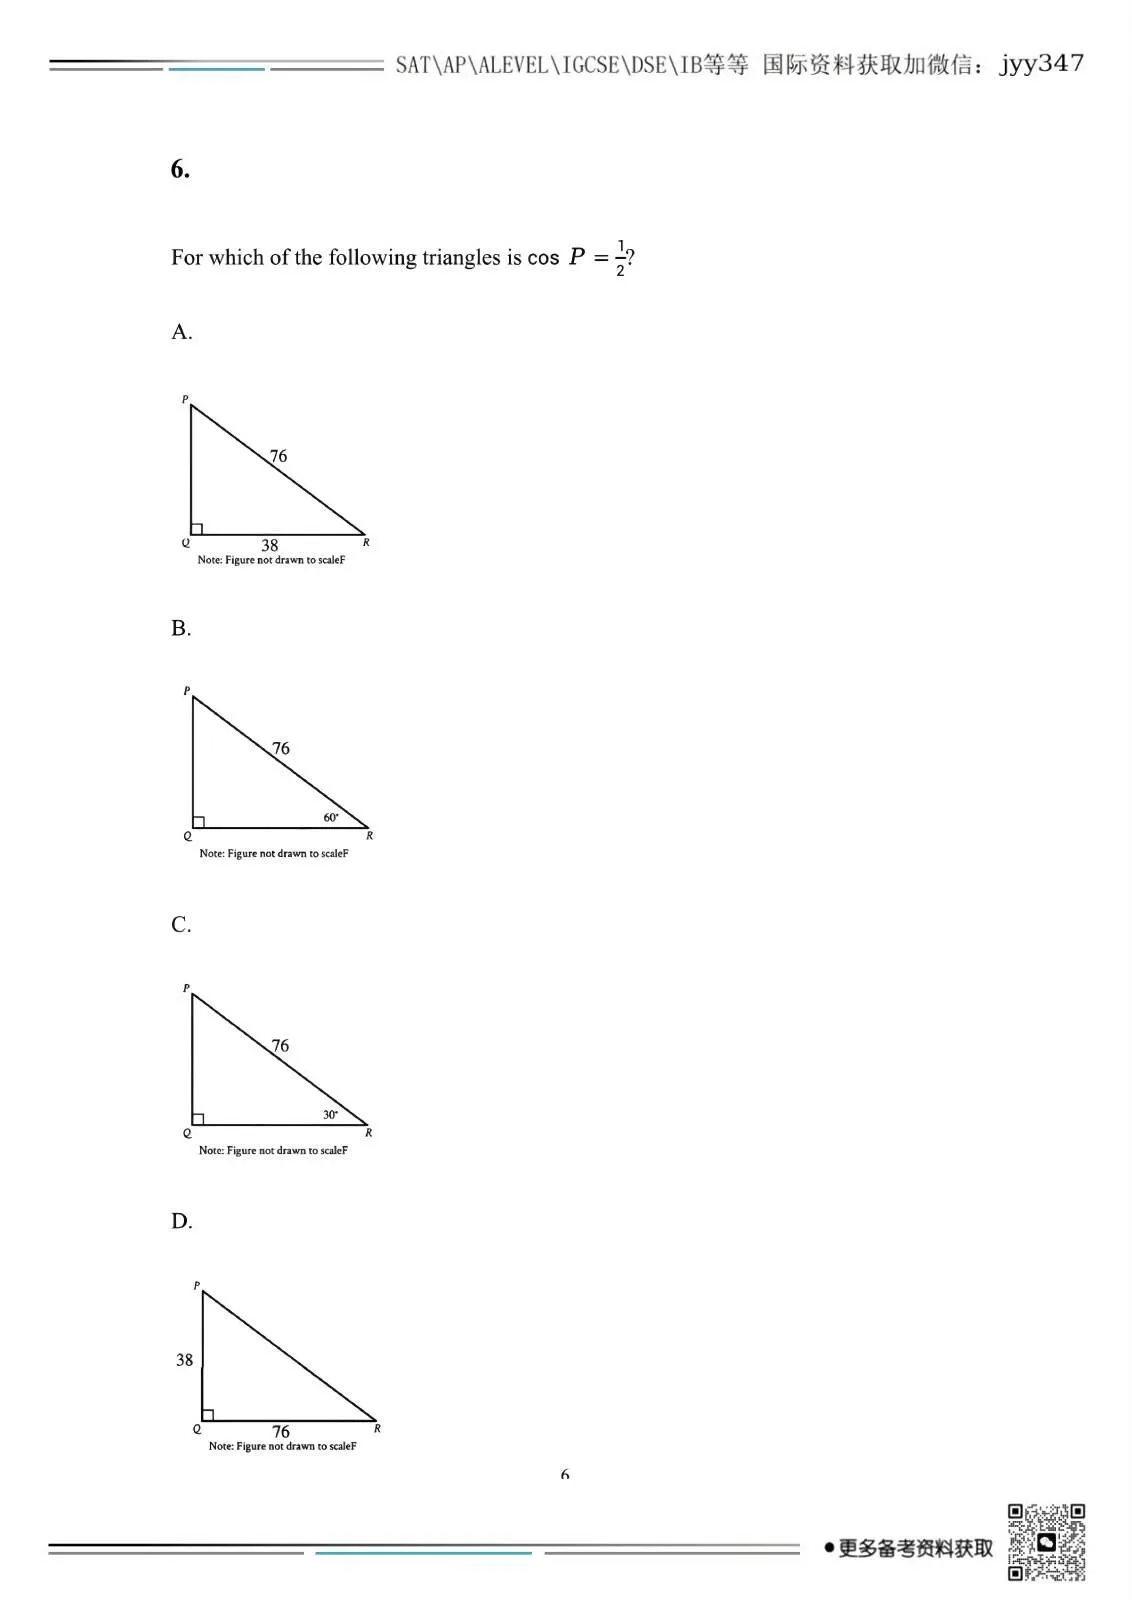 SAT\AP\ALEVEL\IGCSE\DSE\IB等等 国际资料获取加微信: jyy347
6.
For which of the following triangles is cos P = 1/2?
A.
P
76
Q
38
R
Note: Figure not drawn to scaleF
B.
P
76
60°
Q
R
Note: Figure not drawn to scaleF
C.
P
76
30°
Q
R
Note: Figure not drawn to scaleF
D.
P
38
Q
76
R
Note: Figure not drawn to scaleF
6
•更多备考资料获取